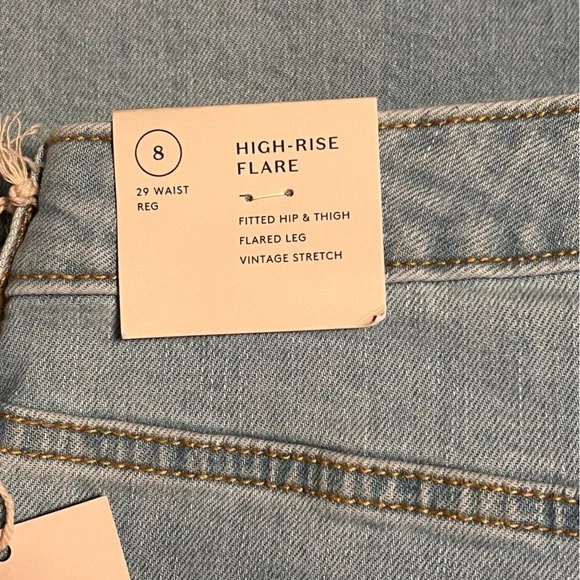 8
29 WAIST
REG
HIGH-RISE
FLARE
FITTED HIP & THIGH
FLARED LEG
VINTAGE STRETCH